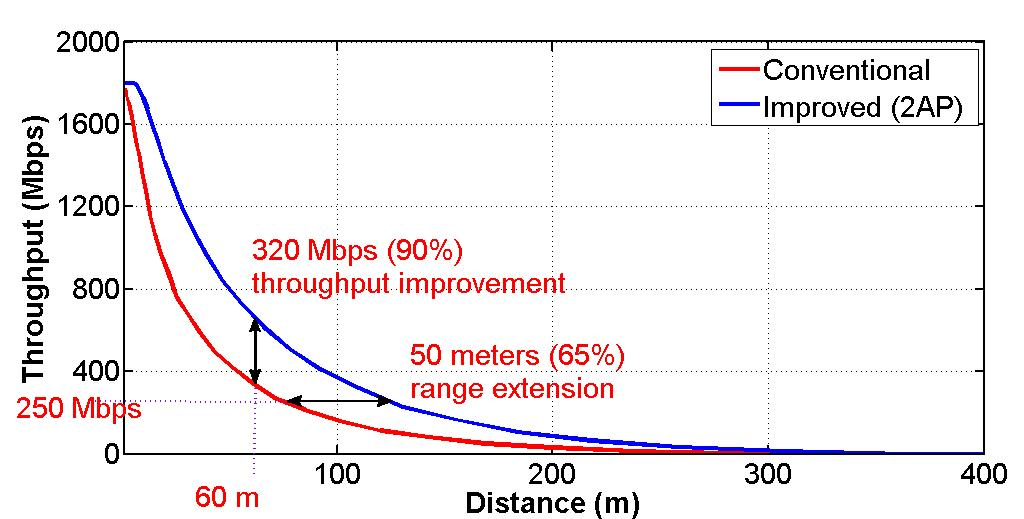 2000
1600
1200
800
400
0
Throughput (Mbps)
Conventional
Improved (2AP)
320 Mbps (90%)
throughput improvement
50 meters (65%)
range extension
250 Mbps
60 m
100
200
300
400
Distance (m)